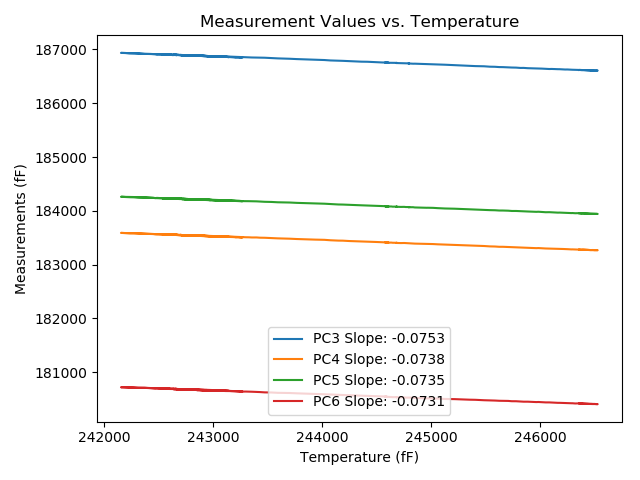 Measurement Values vs. Temperature
187000
186000
185000
184000
183000
182000
181000
Measurements (fF)
PC3 Slope: -0.0753
PC4 Slope: -0.0738
PC5 Slope: -0.0735
PC6 Slope: -0.0731
242000 243000 244000 245000 246000
Temperature (fF)